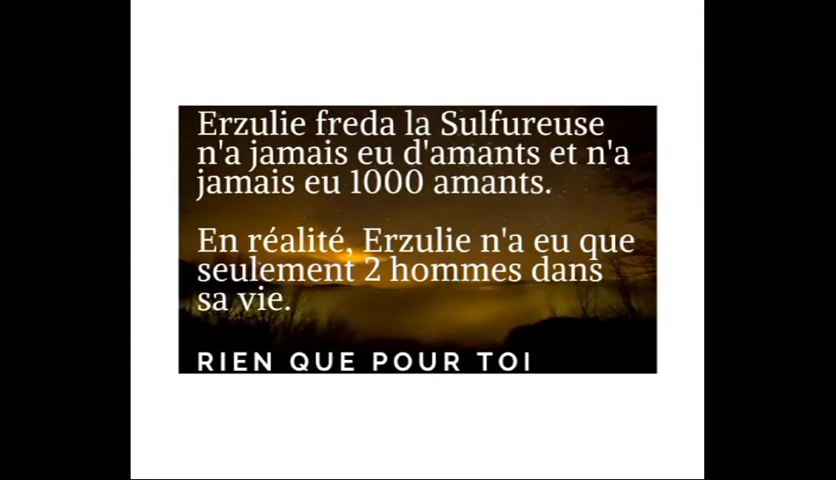 Erzulie freda la Sulfureuse
n'a jamais eu d'amants et n'a
jamais eu 1000 amants.
En réalité, Erzulie n'a eu que
seulement 2 hommes dans
sa vie.
RIEN QUE POUR TOI